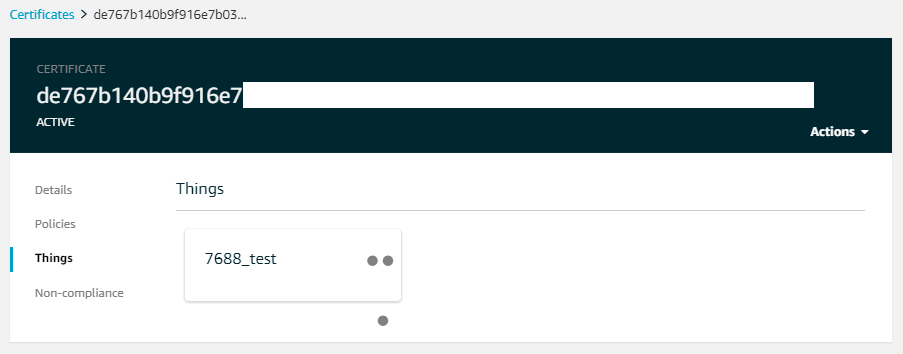 Certificates > de767b140b9f916e7b03...
CERTIFICATE
de767b140b9f916e7
ACTIVE
Actions
Details
Things
Policies
7688_test
Things
Non-compliance